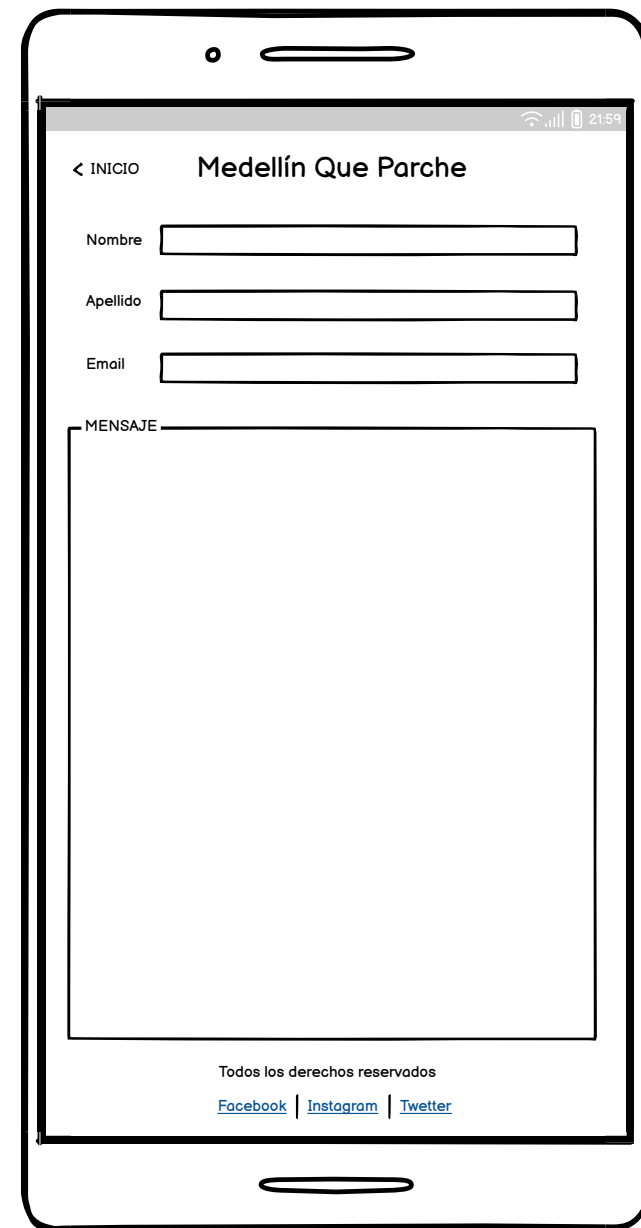 21:59
INICIO Medellín Que Parche
Nombre
Apellido
Email
MENSAJE
Todos los derechos reservados
Facebook | Instagram | Twetter